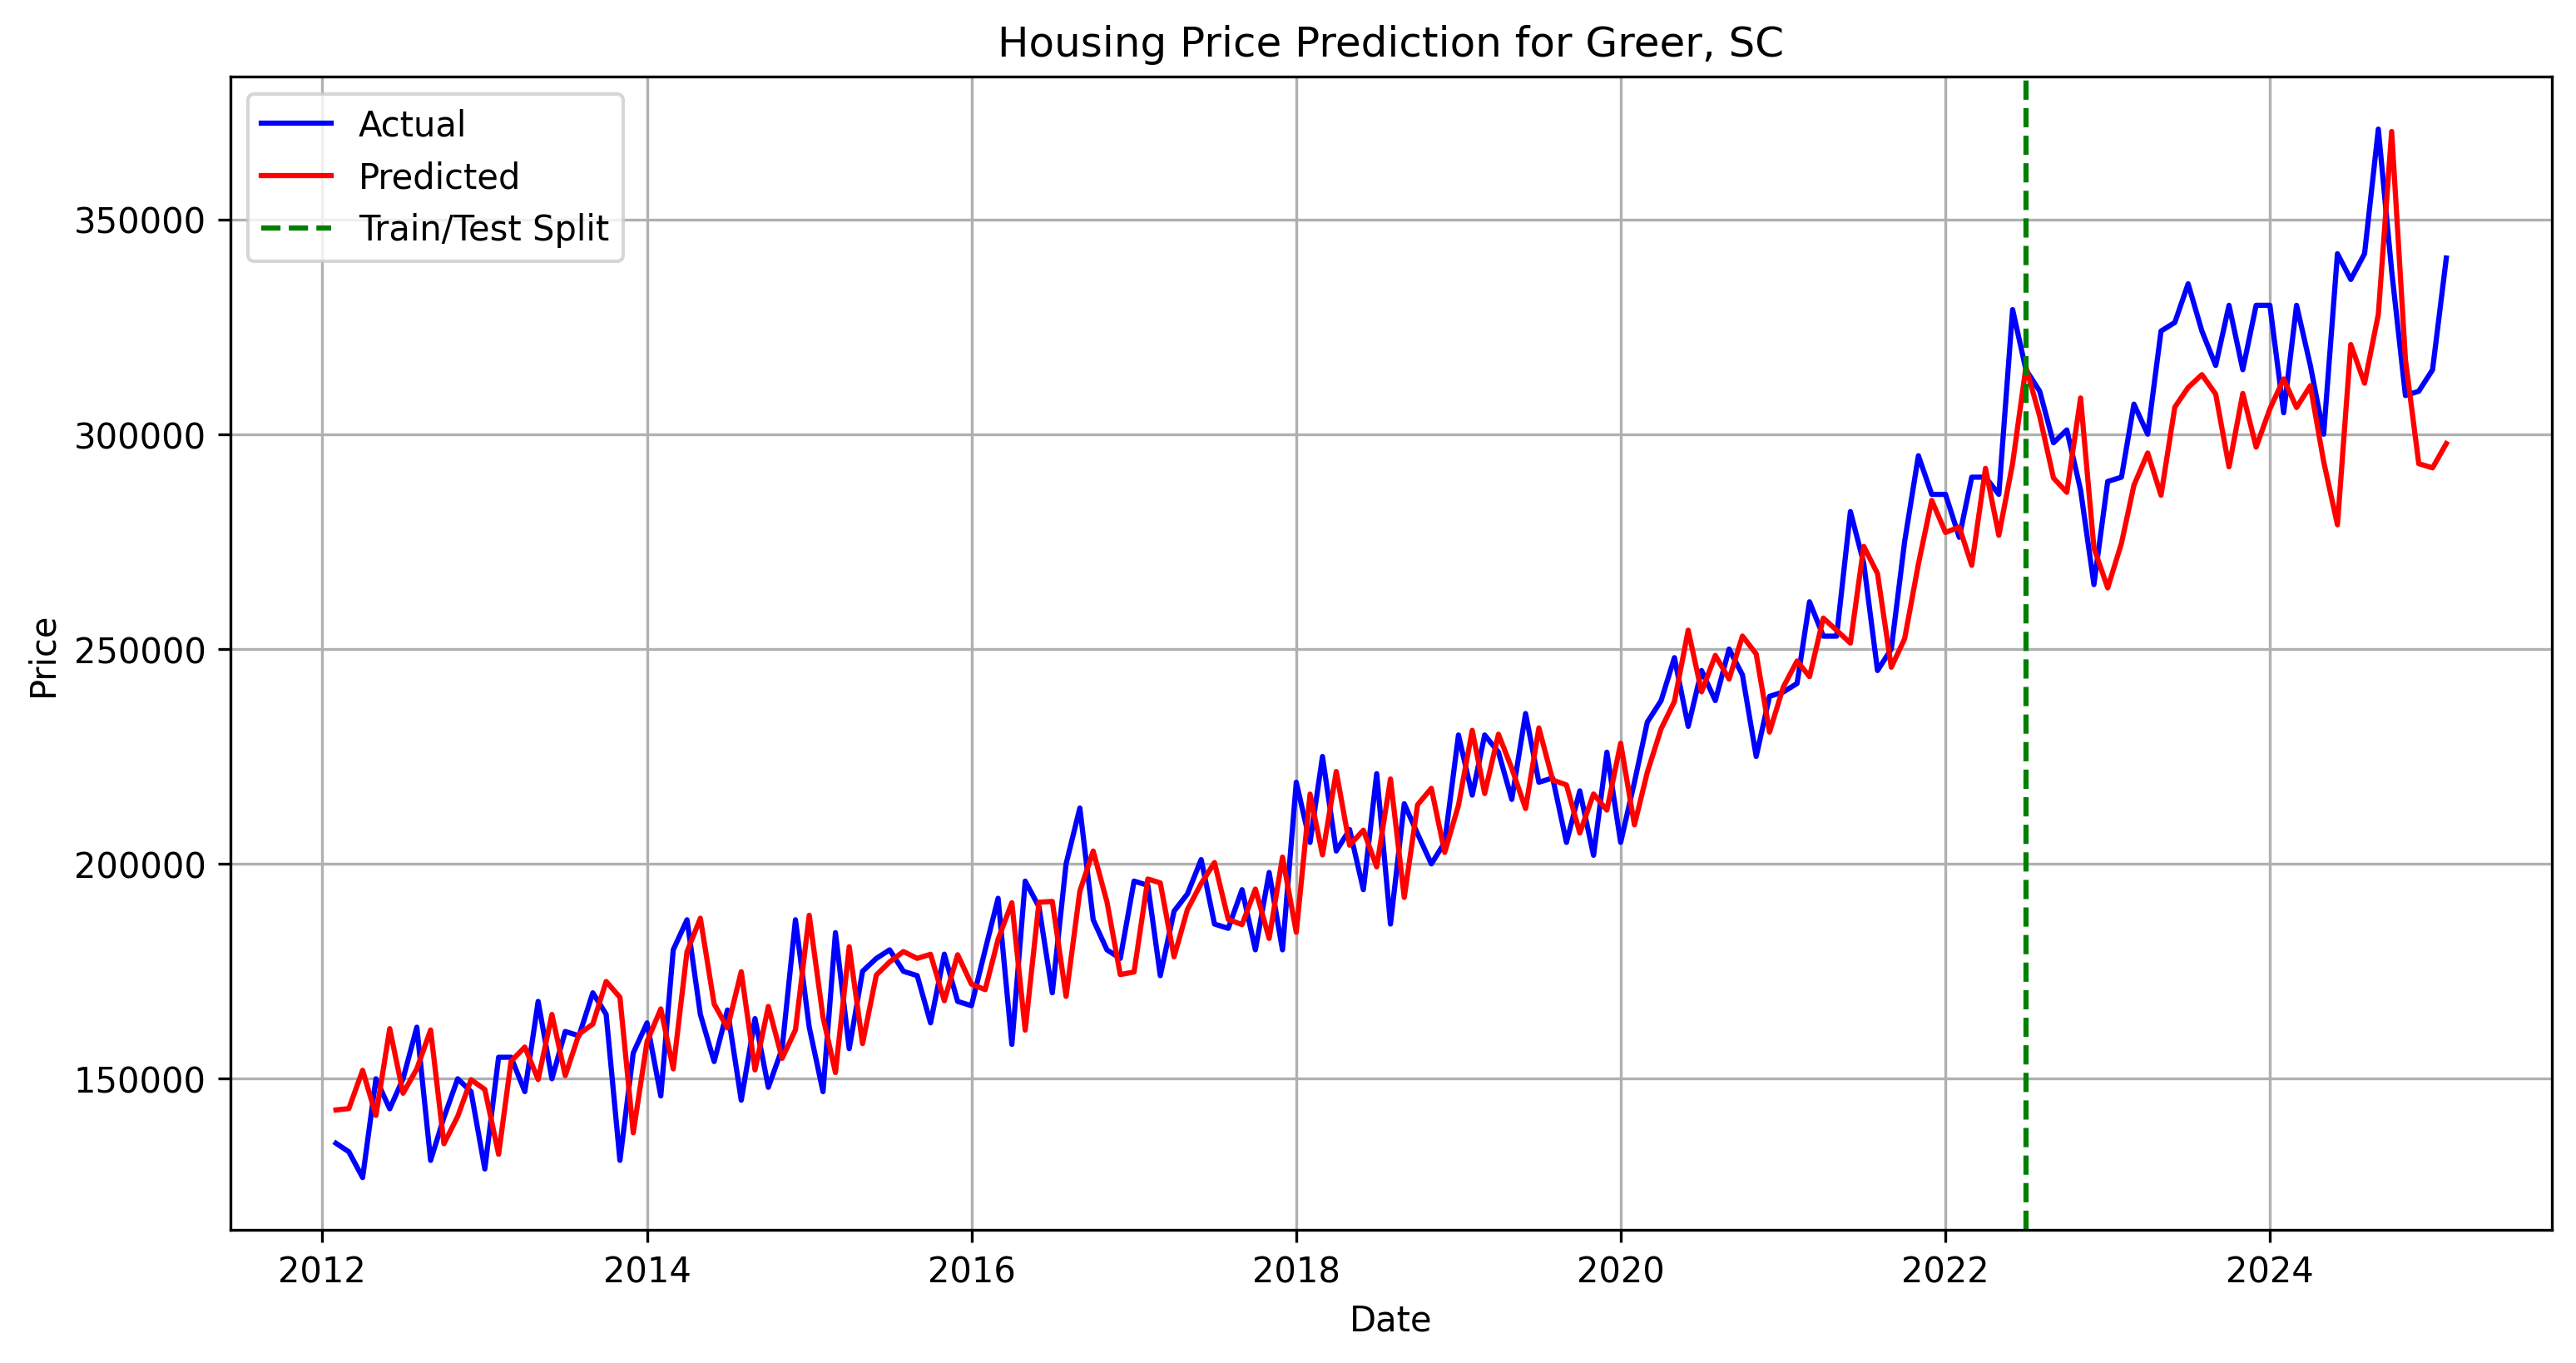 Housing Price Prediction for Greer, SC
Actual
Predicted
Train/Test Split
350000
300000
250000
200000
150000
Price
2012 2014 2016 2018 2020 2022 2024
Date